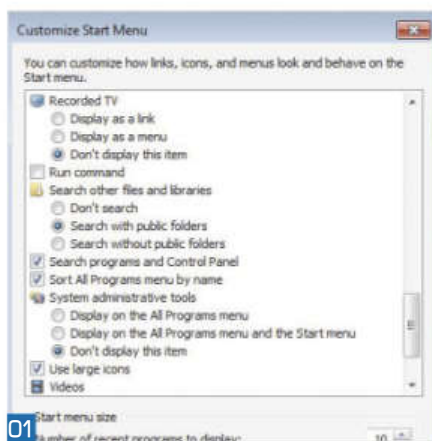 Customize Start Menu
You can customize how links, icons, and menus look and behave on the
Start menu.
Recorded TV
Display as a link
Display as a menu
Don't display this item
Run command
Search other files and libraries
Don't search
Search with public folders
Search without public folders
Search programs and Control Panel
Sort All Programs menu by name
System administrative tools
Display on the All Programs menu
Display on the All Programs menu and the Start menu
Don't display this item
Use large icons
Videos
Start menu size
Number of recent programs to display: 10
01